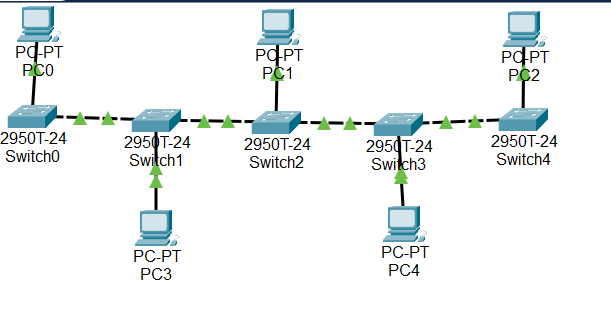 PC-PT
PC0
PC-PT
PC1
PC-PT
PC2
2950T-24
Switch0
2950T-24
Switch1
2950T-24
Switch2
2950T-24
Switch3
2950T-24
Switch4
PC-PT
PC3
PC-PT
PC4